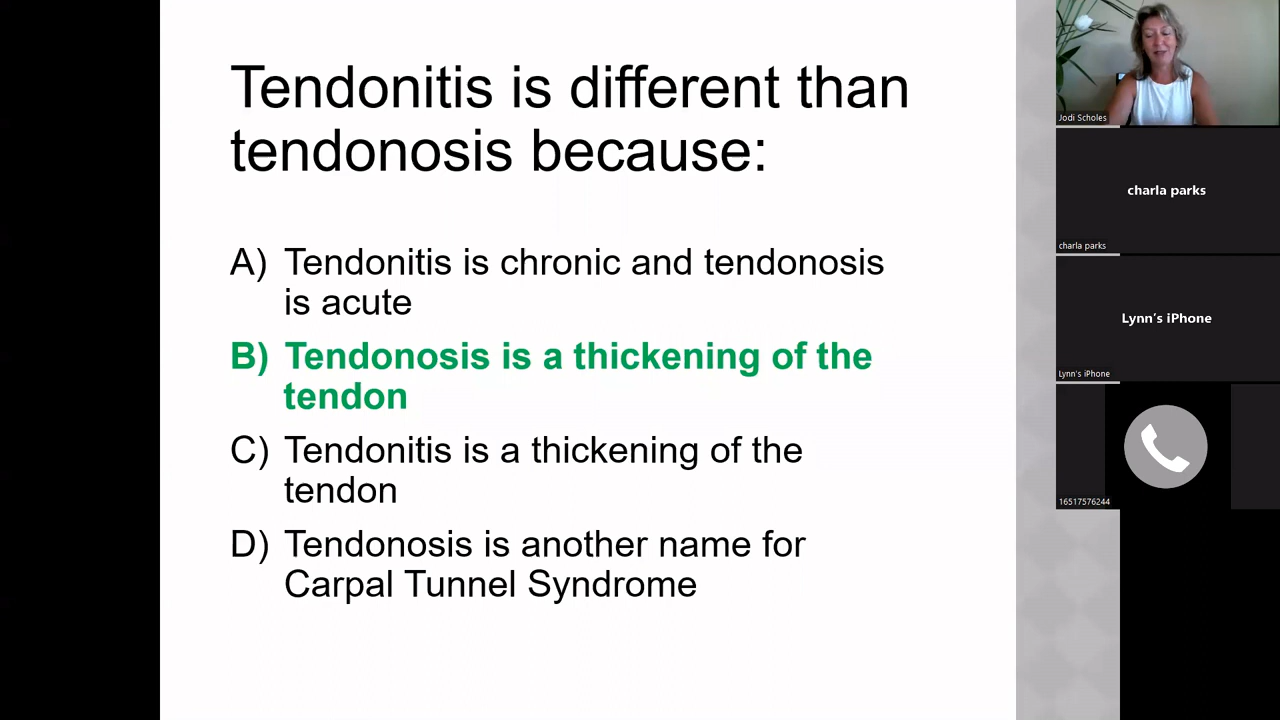 Tendonitis is different than
tendonosis because:
A) Tendonitis is chronic and tendonosis
is acute
B) Tendonosis is a thickening of the
tendon
C) Tendonitis is a thickening of the
tendon
D) Tendonosis is another name for
Carpal Tunnel Syndrome
Jodi Scholes
charla parks
charla parks
Lynn's iPhone
Lynn's iPhone
16517576244